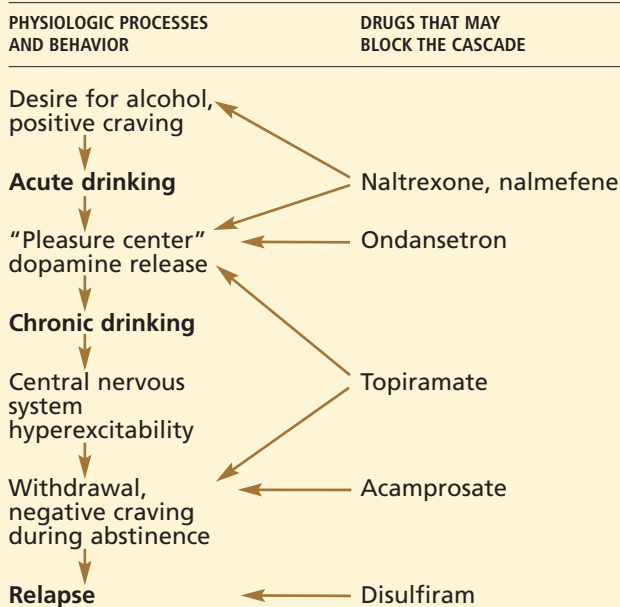 PHYSIOLOGIC PROCESSES
AND BEHAVIOR
DRUGS THAT MAY
BLOCK THE CASCADE
Desire for alcohol,
positive craving
Acute drinking
Naltrexone, nalmefene
“Pleasure center”
dopamine release
Ondansetron
Chronic drinking
Central nervous
system
hyperexcitability
Topiramate
Withdrawal,
negative craving
during abstinence
Acamprosate
Relapse
Disulfiram